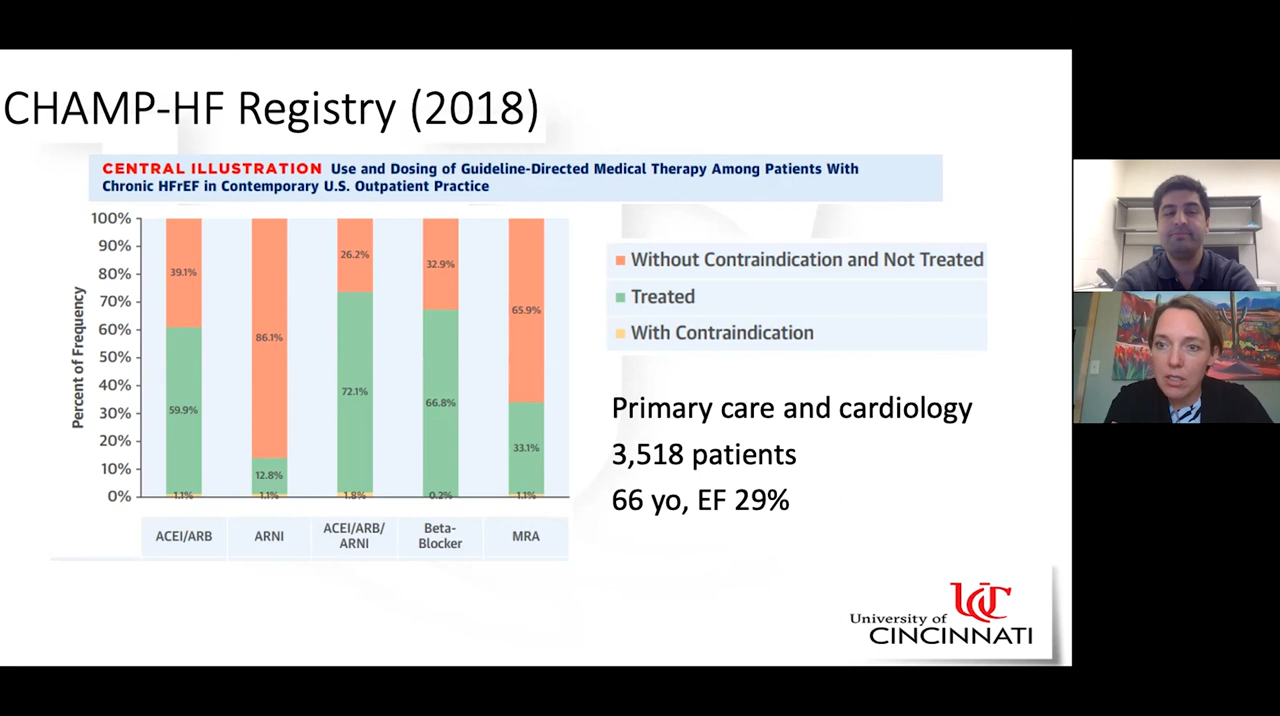 CHAMP-HF Registry (2018)
CENTRAL ILLUSTRATION Use and Dosing of Guideline-Directed Medical Therapy Among Patients With
Chronic HFrEF in Contemporary U.S. Outpatient Practice
Percent of Frequency
100%
90%
80%
70%
60%
50%
40%
30%
20%
10%
0%
39.1%
59.9%
1.1%
86.1%
12.8%
1.1%
26.2%
72.1%
1.8%
32.9%
66.8%
0.2%
65.9%
33.1%
1.1%
ACEI/ARB
ARNI
ACEI/ARB/
ARNI
Beta-
Blocker
MRA
Without Contraindication and Not Treated
Treated
With Contraindication
Primary care and cardiology
3,518 patients
66 yo, EF 29%
UC
University of
CINCINNATI